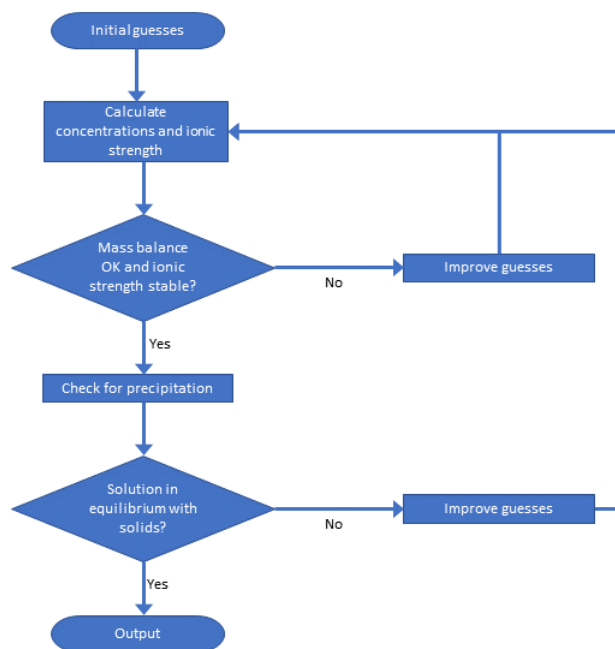 Initial guesses
Calculate
concentrations and ionic
strength
Mass balance
OK and ionic
strength stable?
No
Improve guesses
Yes
Check for precipitation
Solution in
equilibrium with
solids?
No
Improve guesses
Yes
Output